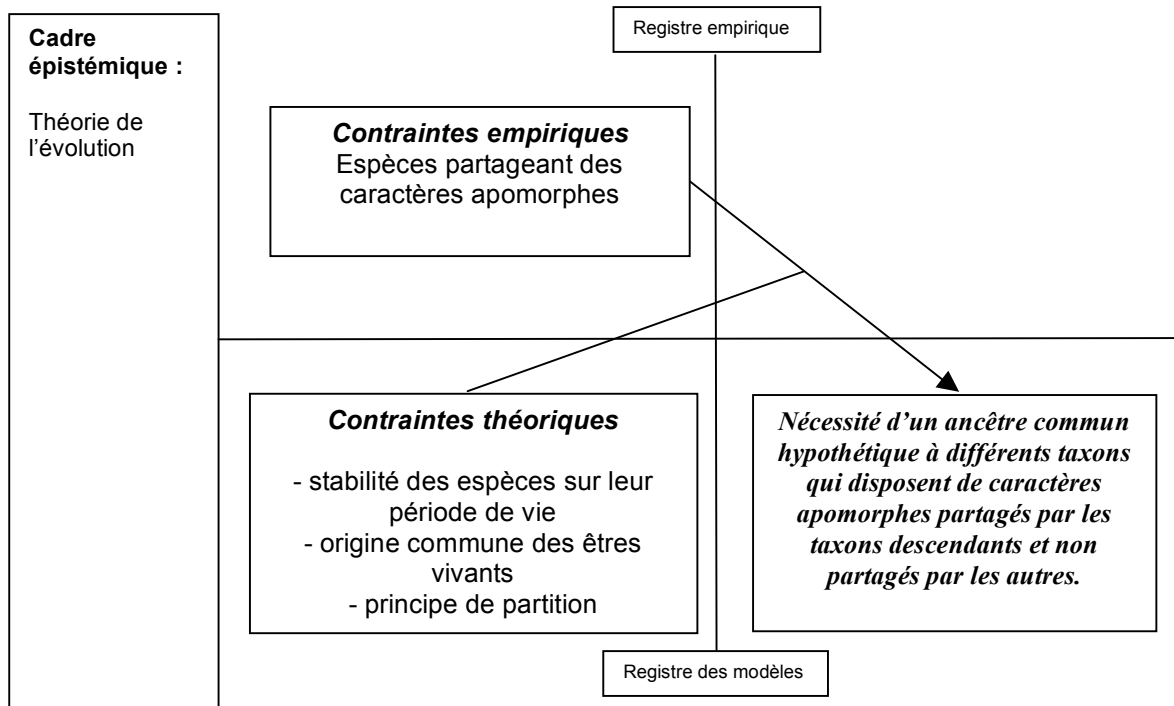 Cadre
épistémique :
Théorie de
l'évolution
Registre empirique
Contraintes empiriques
Espèces partageant des
caractères apomorphes
Contraintes théoriques
- stabilité des espèces sur leur
période de vie
- origine commune des êtres
vivants
- principe de partition
Nécessité d'un ancêtre commun
hypothétique à différents taxons
qui disposent de caractères
apomorphes partagés par les
taxons descendants et non
partagés par les autres.
Registre des modèles